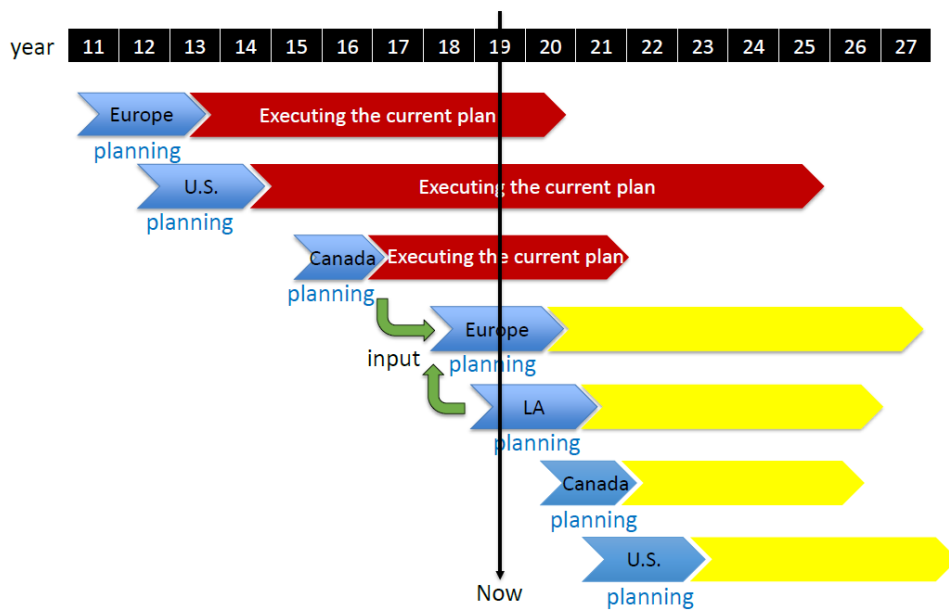 year 11 12 13 14 15 16 17 18 19 20 21 22 23 24 25 26 27
Europe Executing the current plan
planning
U.S. Executing the current plan
planning
Canada Executing the current plan
planning
Europe
input planning
LA
planning
Canada
planning
U.S.
Now planning